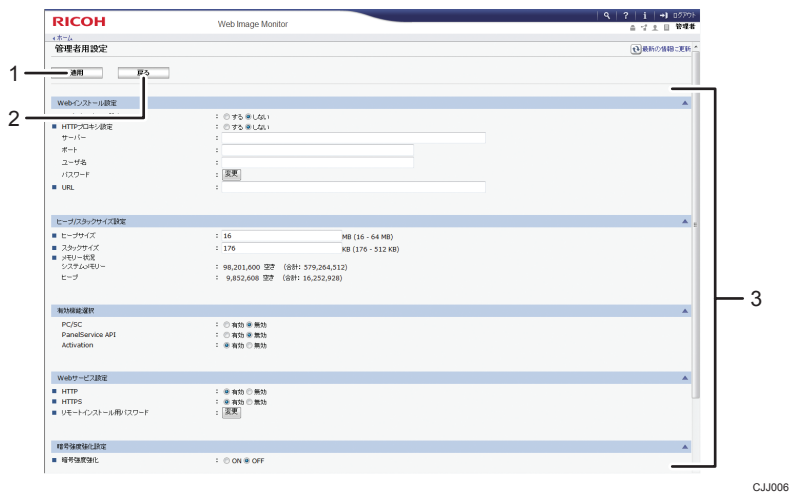 RICOH
Web Image Monitor
? i ログアウト
管理者
ホーム
管理者用設定
最新の情報に更新
1
適用 戻る
2
Webインストール設定
: する しない
HTTPプロキシ設定 : する しない
サーバー :
ポート :
ユーザ名 :
パスワード : 変更
URL :
ヒープ/スタックサイズ設定
ヒープサイズ : 16 MB (16 - 64 MB)
スタックサイズ : 176 KB (176 - 512 KB)
メモリー状況
システムメモリー : 98,201,600 空き (合計: 579,264,512)
ヒープ : 9,852,608 空き (合計: 16,252,928)
3
有効機能選択
PC/SC : 有効 無効
PanelService API : 有効 無効
Activation : 有効 無効
Webサービス設定
HTTP : 有効 無効
HTTPS : 有効 無効
リモートインストール用パスワード : 変更
暗号強度強化設定
暗号強度強化 : ON OFF
CJJ006